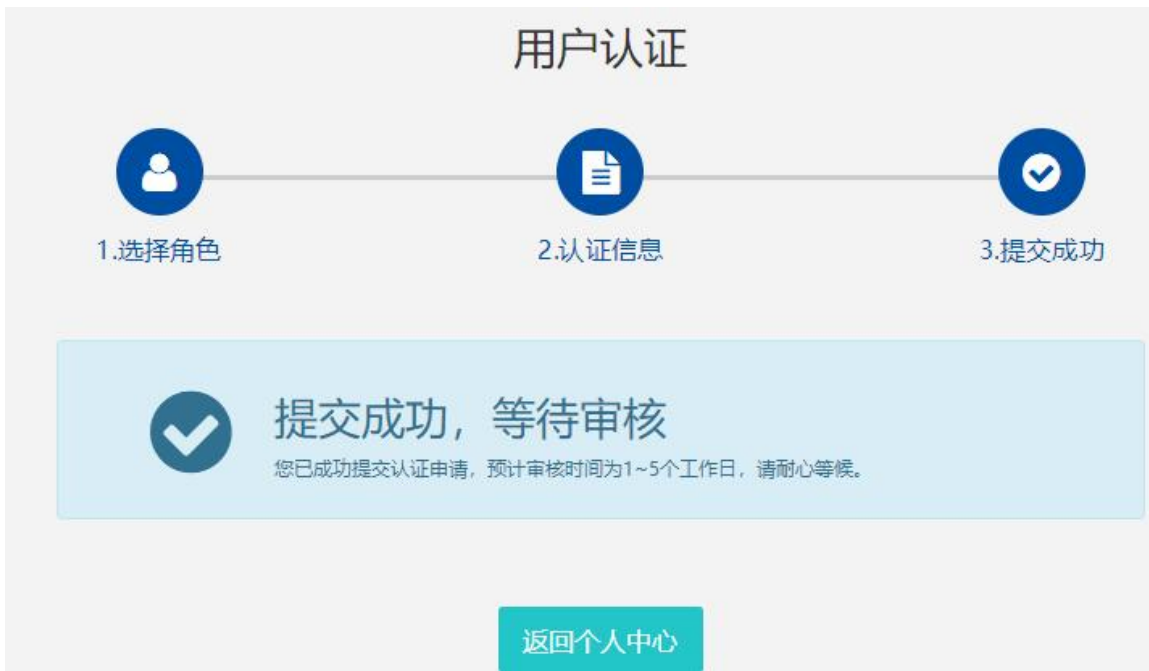 用户认证
1.选择角色
2.认证信息
3.提交成功
提交成功，等待审核
您已成功提交认证申请，预计审核时间为1~5个工作日，请耐心等候。
返回个人中心